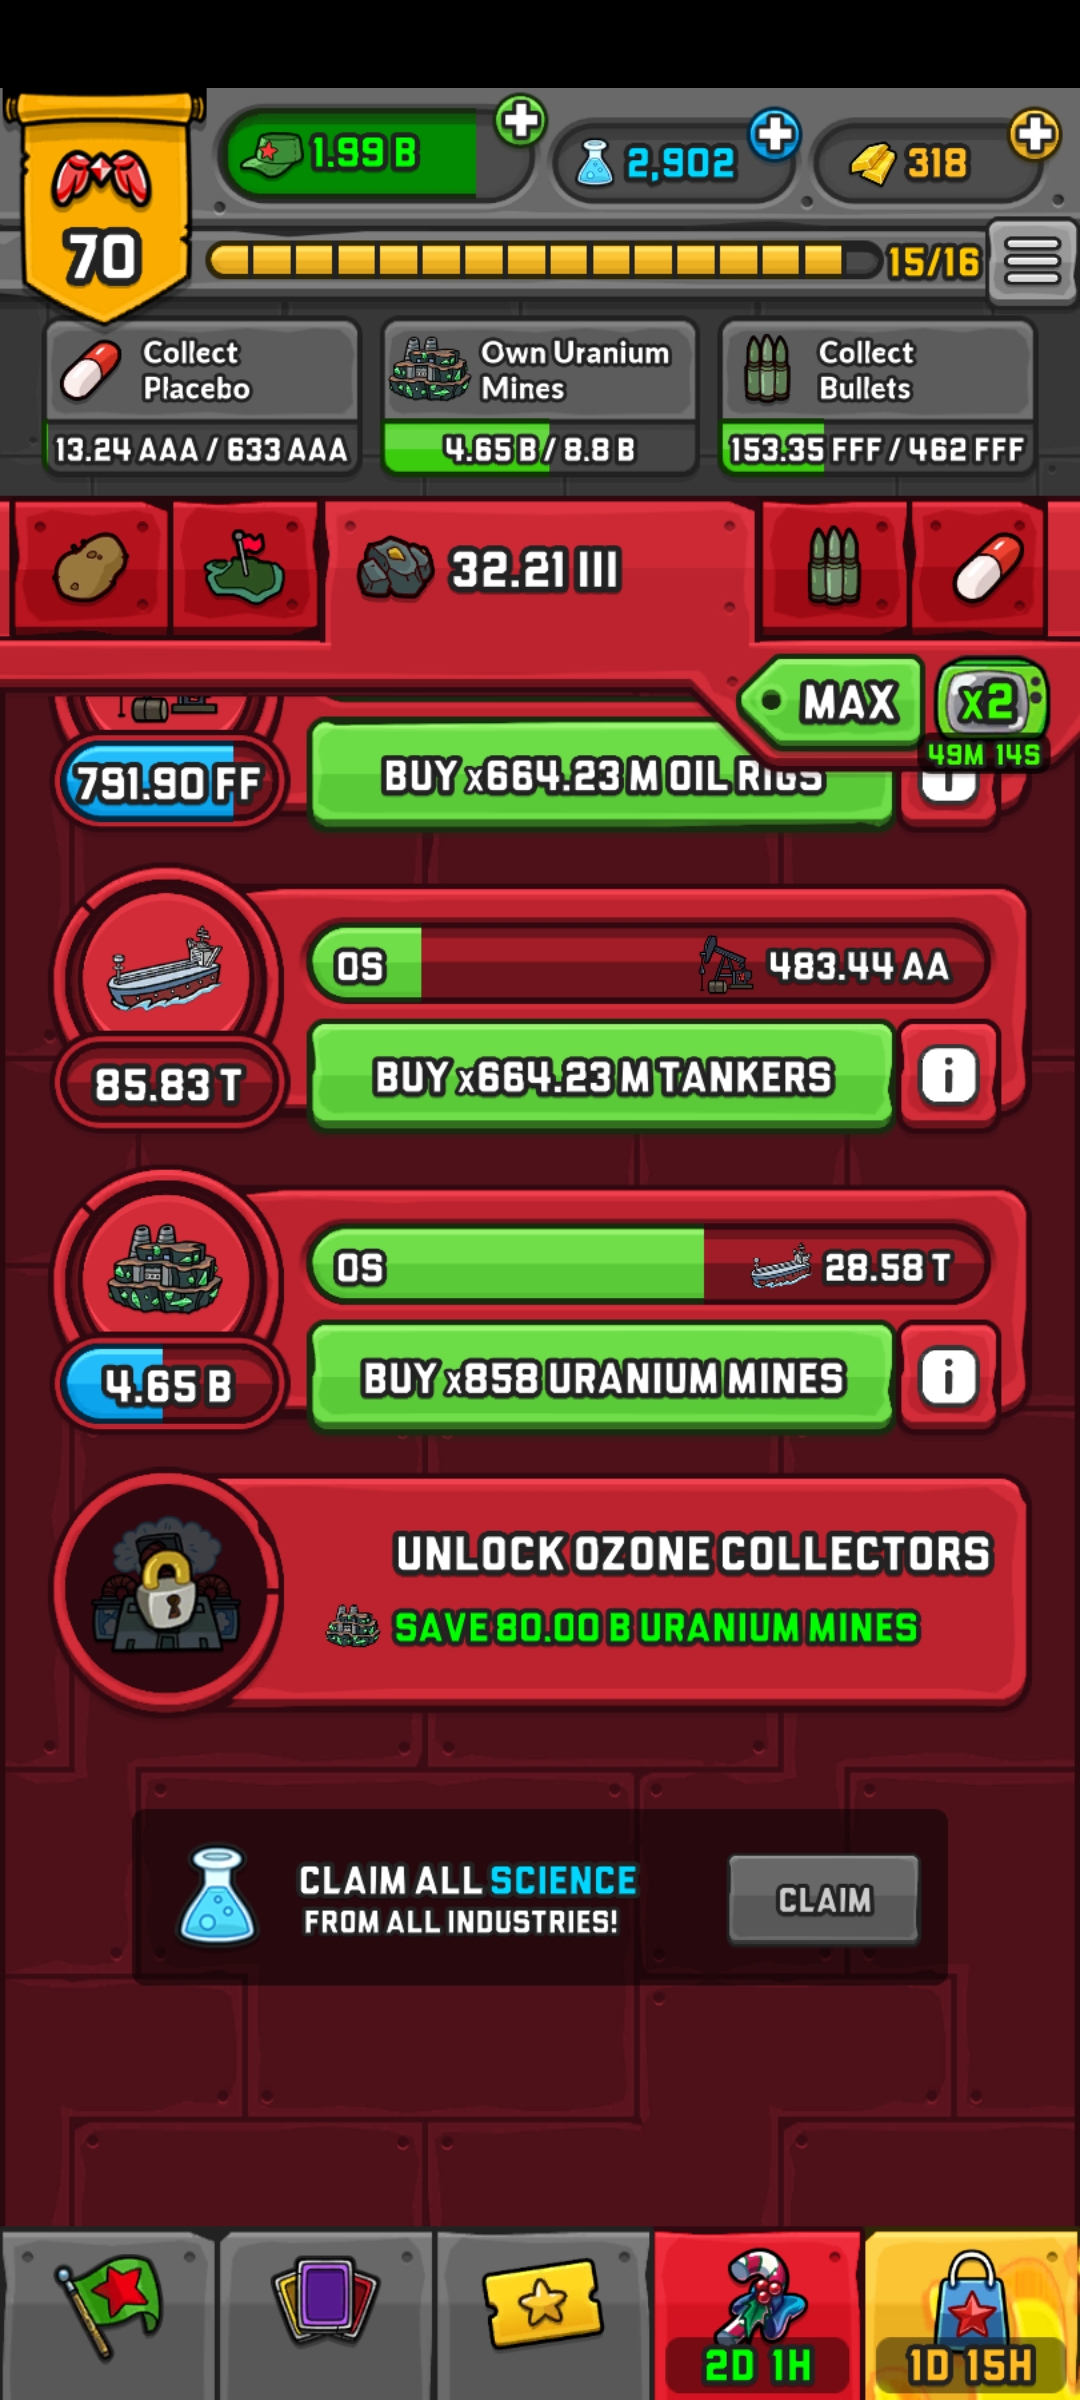 1.99 B
2,902
318
70
15/16
Collect
Placebo
13.24 AAA / 633 AAA
Own Uranium
Mines
4.65 B / 8.8 B
Collect
Bullets
153.35 FFF / 462 FFF
32.21 III
MAX
x2
49M 14S
791.90 FF
BUY x664.23 M OIL RIGS
0S
483.44 AA
85.83 T
BUY x664.23 M TANKERS
i
0S
28.58 T
4.65 B
BUY x858 URANIUM MINES
i
UNLOCK OZONE COLLECTORS
SAVE 80.00 B URANIUM MINES
CLAIM ALL SCIENCE
FROM ALL INDUSTRIES!
CLAIM
2D 1H
1D 15H